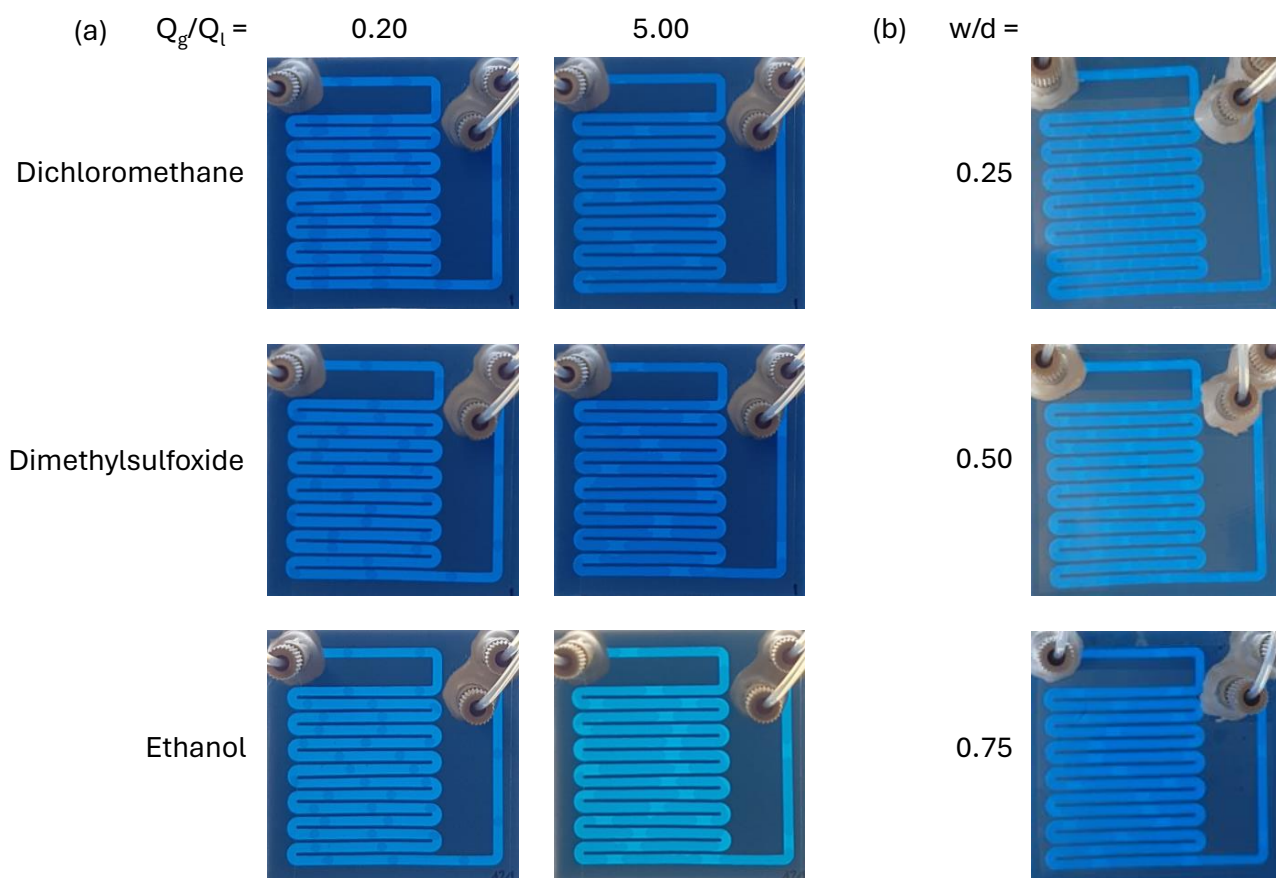 (a) Qg/Ql = 0.20 5.00 (b) w/d =
Dichloromethane 0.25
Dimethylsulfoxide 0.50
Ethanol 0.75